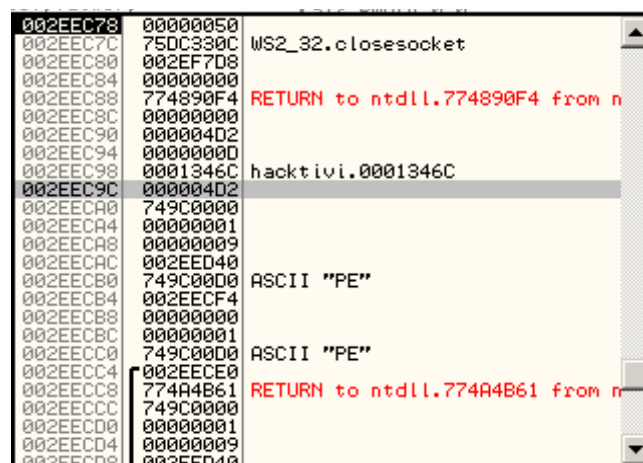 002EEC78 00000050
002EEC7C 75DC330C WS2_32.closesocket
002EEC80 002EF7D8
002EEC84 00000000
002EEC88 774890F4 RETURN to ntdll.774890F4 from n
002EEC8C 00000000
002EEC90 000004D2
002EEC94 0000000D
002EEC98 0001346C hacktivi.0001346C
002EEC9C 000004D2
002EECA0 749C0000
002EECA4 00000001
002EECA8 00000009
002EECAC 002EED40
002EECB0 749C00D0 ASCII "PE"
002EECB4 002EECF4
002EECB8 00000000
002EECBC 00000001
002EECC0 749C00D0 ASCII "PE"
002EECC4 002EECE0
002EECC8 774A4B61 RETURN to ntdll.774A4B61 from n
002EECCC 749C0000
002EECD0 00000001
002EECD4 00000009
002EECD8 002EED40